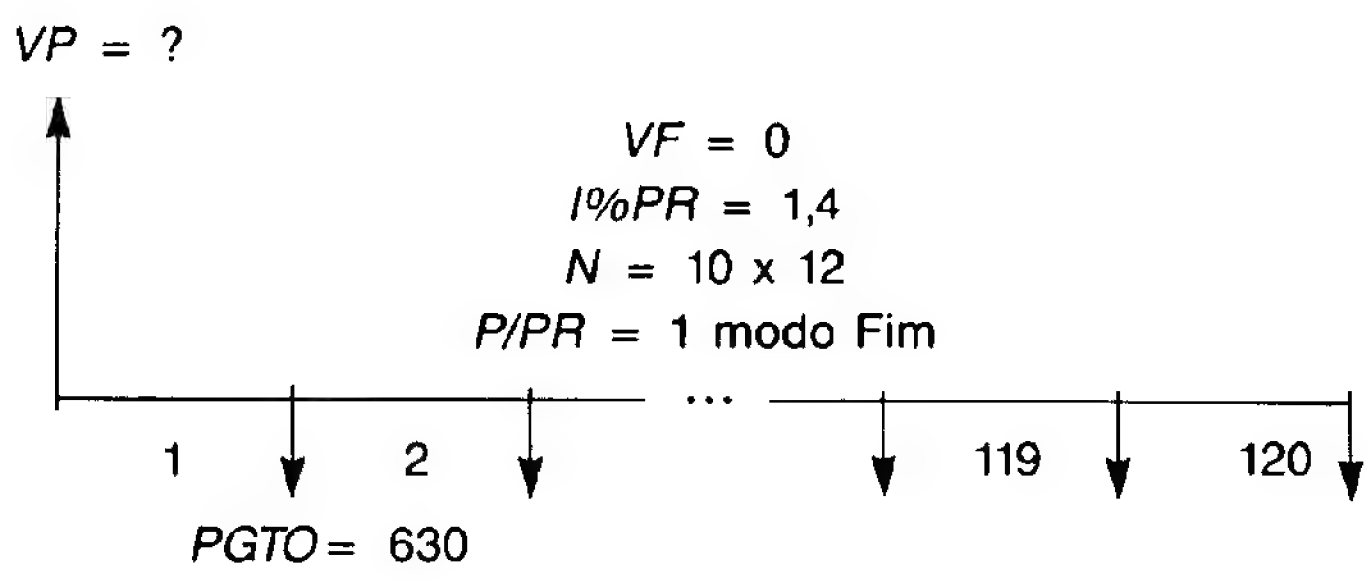 VP = ?
VF = 0
I%PR = 1,4
N = 10 x 12
P/PR = 1 modo Fim
...
1 2 119 120
PGTO = 630